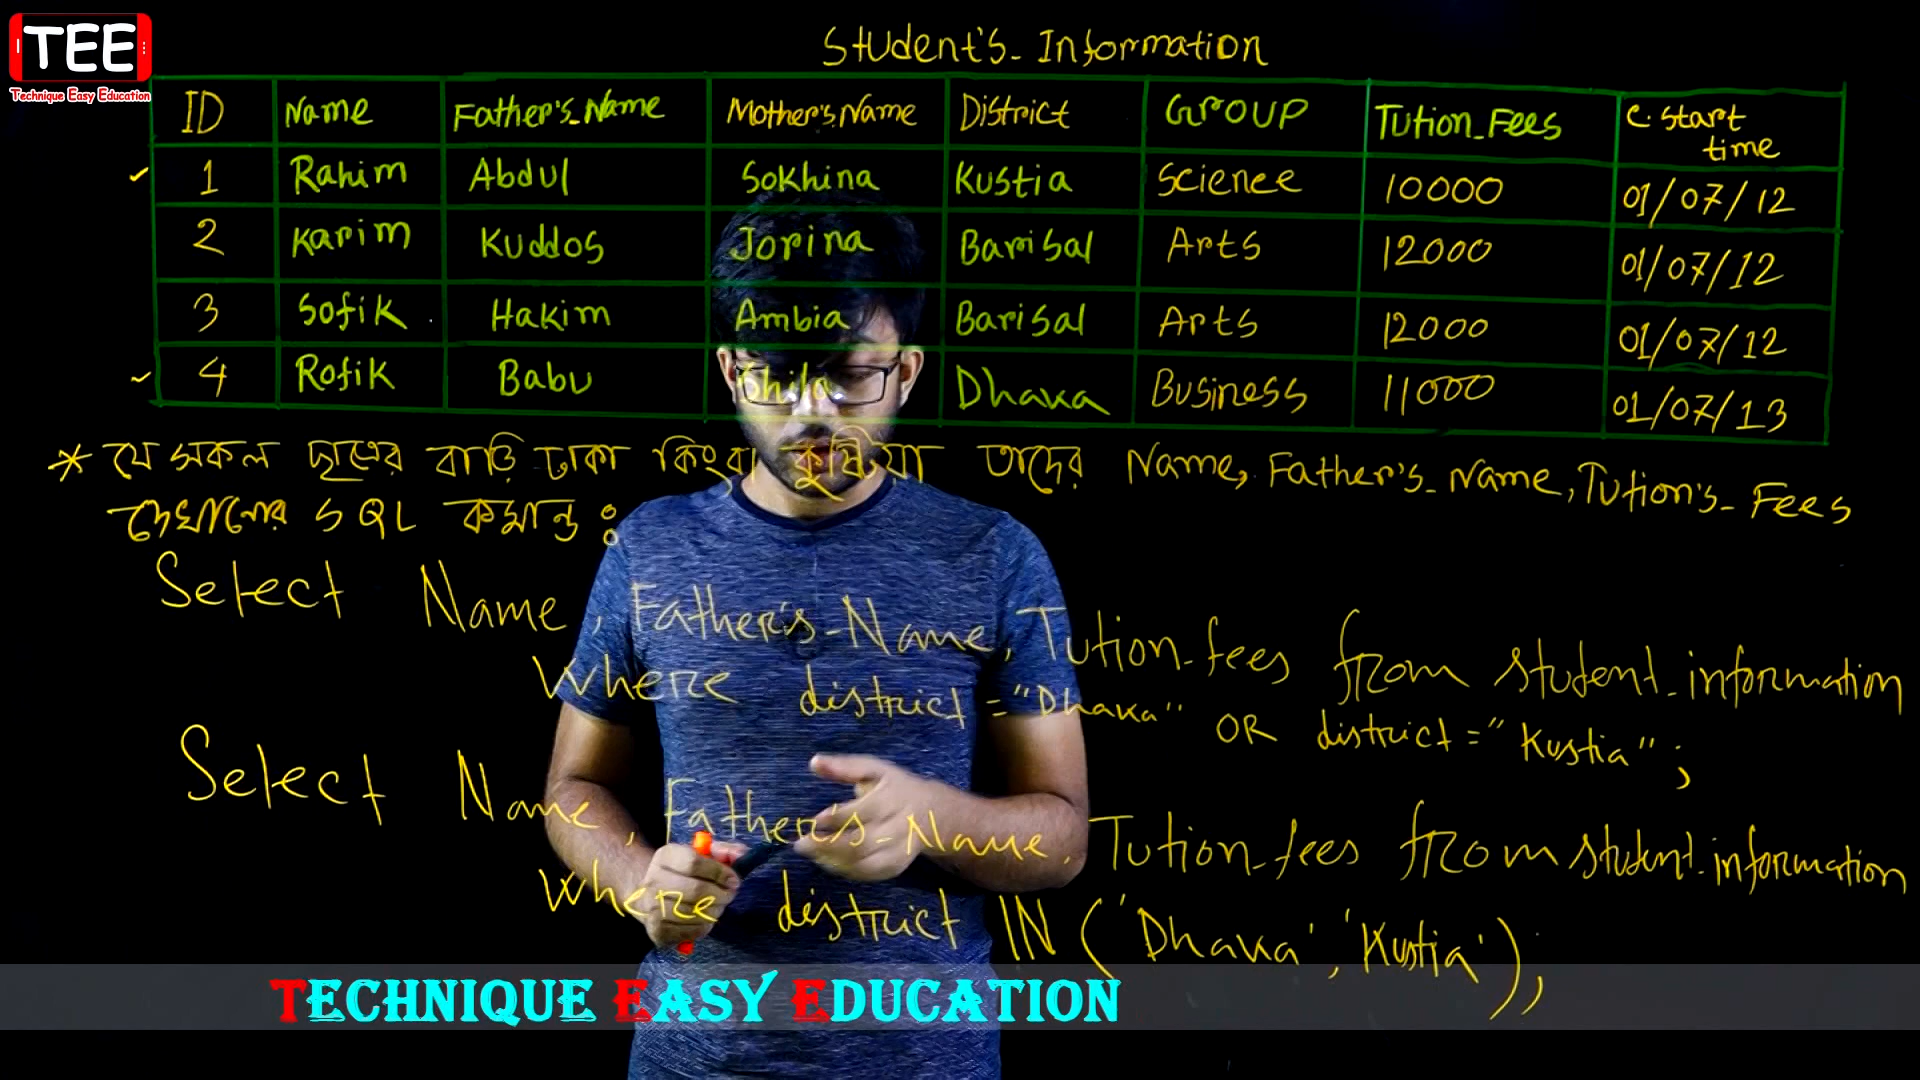 TEE
Technique Easy Education
Student's_Information
ID Name Father's_Name Mother's_Name District GROUP Tution_Fees C. Start time
1 Rahim Abdul Sokhina Kustia Science 10000 01/07/12
2 Karim Kuddos Jorina Barisal Arts 12000 01/07/12
3 Sofik Hakim Ambia Barisal Arts 12000 01/07/12
4 Rofik Babu Shila Dhaka Business 11000 01/07/13
* যে সকল ছাত্রের বাড়ি ঢাকা কিংবা কুষ্টিয়া তাদের Name, Father's_Name, Tution's_Fees
দেখানোর SQL কমান্ড :
Select Name, Father's_Name, Tution_fees from student_information
Where district = "Dhaka" OR district = "Kustia" ;
Select Name, Father's_Name, Tution_fees from student_information
Where district IN ('Dhaka', 'Kustia');
TECHNIQUE EASY EDUCATION